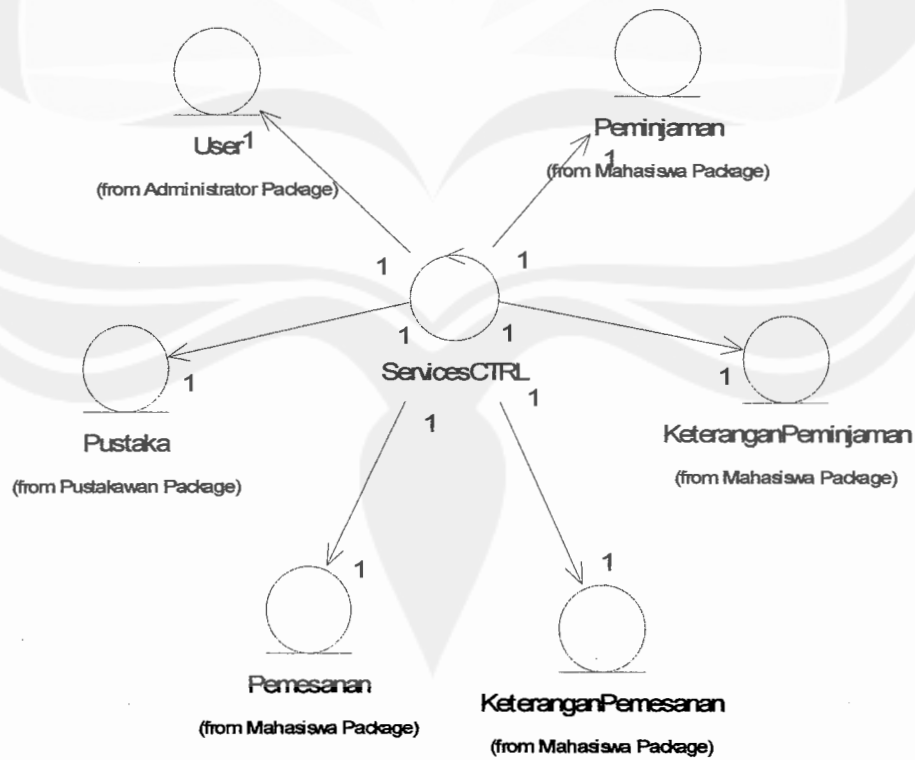 User
1
(from Administrator Package)
Peminjaman
1
(from Mahasiswa Package)
1
1
1
1
ServicesCTRL
1
1
Pustaka
1
(from Pustakawan Package)
1
KeteranganPeminjaman
(from Mahasiswa Package)
1
Pemesanan
(from Mahasiswa Package)
1
KeteranganPemesanan
(from Mahasiswa Package)